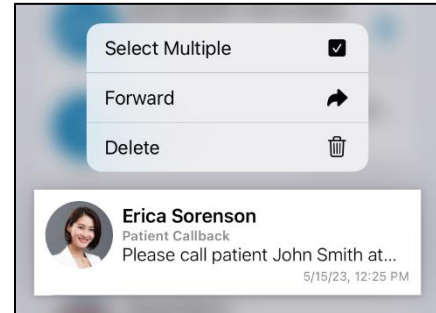 Select Multiple
Forward
Delete
Erica Sorenson
Patient Callback
Please call patient John Smith at...
5/15/23, 12:25 PM